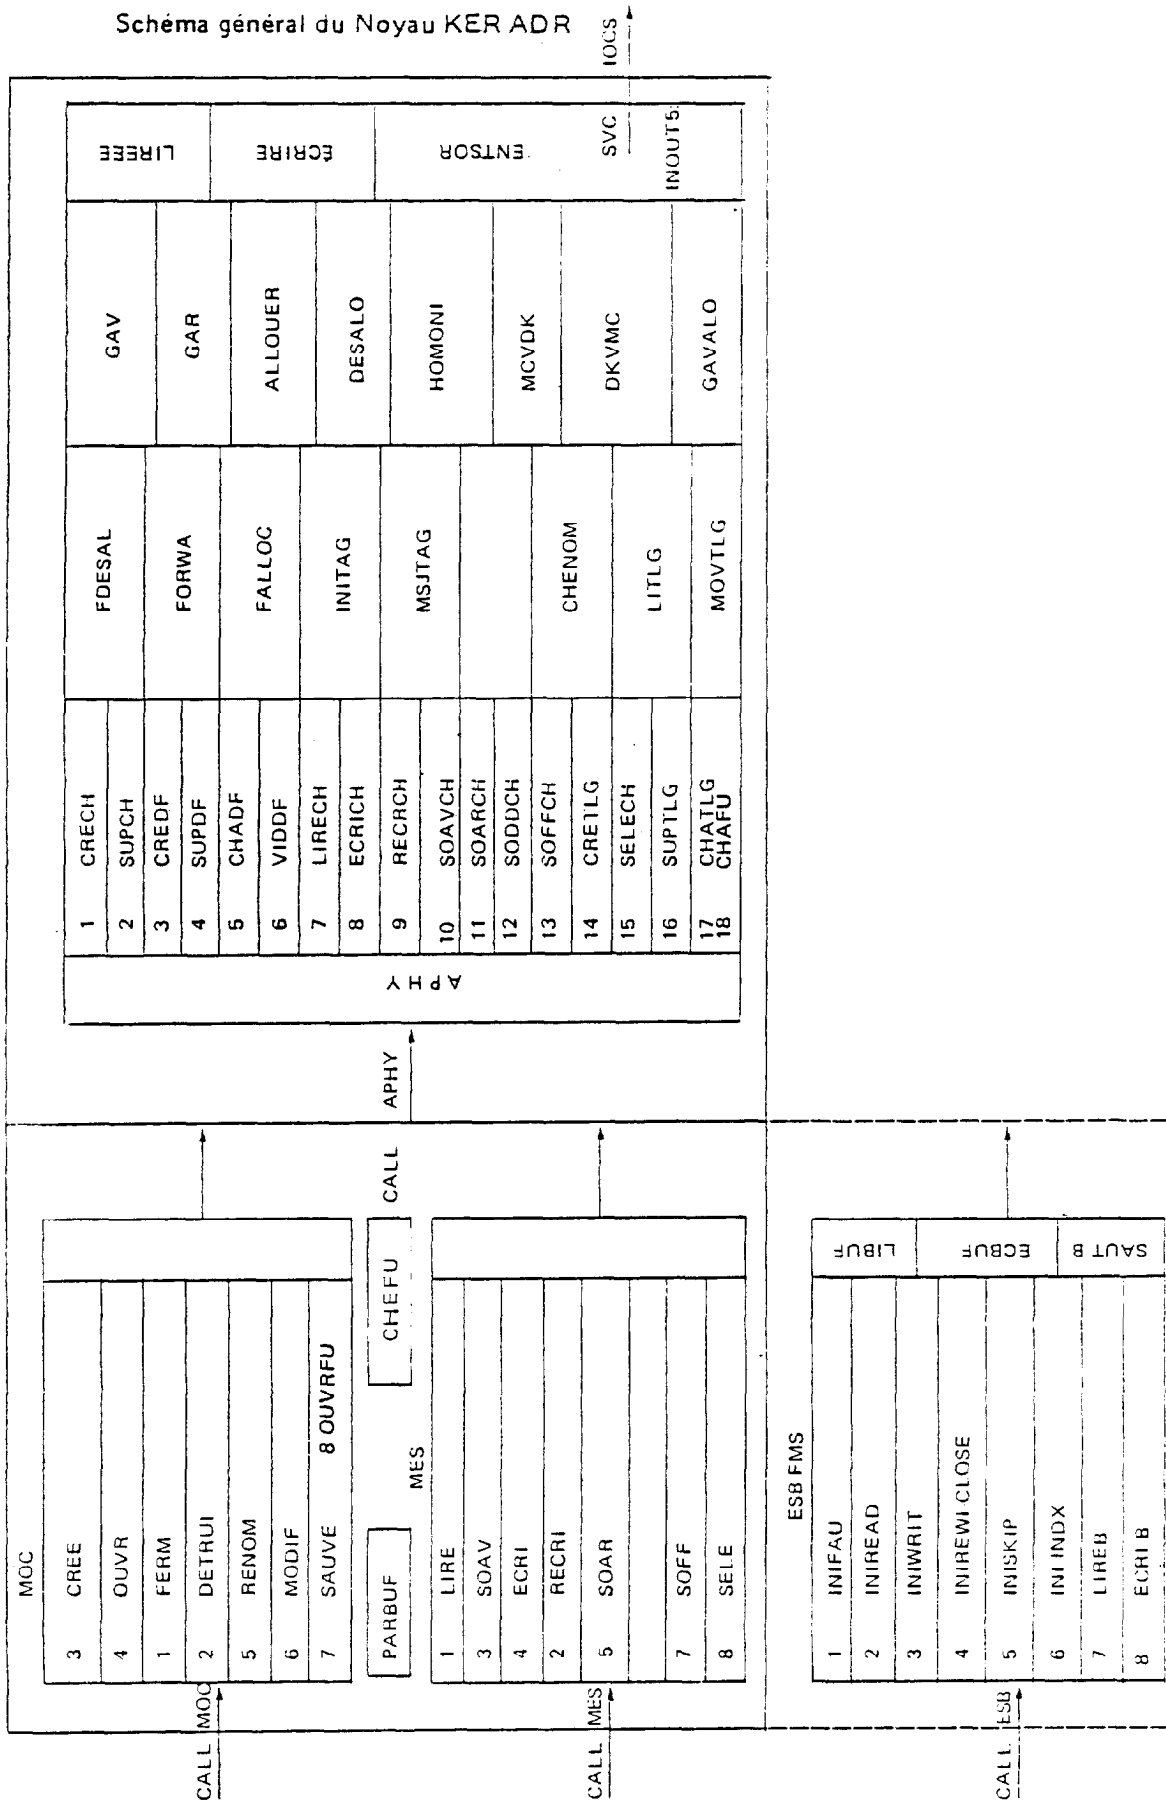 Schéma général du Noyau KER ADR
MOC
3 CREE
4 OUVR
1 FERM
2 DETRUI
5 RENOM
6 MODIF
7 SAUVE 8 OUVRFU
CALL MOC
PARBUF
CHEFU
CALL APHY
MES
1 LIRE
3 SOAV
4 ECRI
2 RECRI
5 SOAR
7 SOFF
8 SELE
CALL MES
ESB FMS
1 INIFAU
2 INIREAD
3 INIWRIT
4 INIREWI-CLOSE
5 INISKIP
6 INI INDX
7 LIREB
8 ECRI B
LIBUF
ECBUF
SAUT B
CALL ESB
APHY
1 CRECH
2 SUPCH
3 CREDF
4 SUPDF
5 CHADF
6 VIDDF
7 LIRECH
8 ECRICH
9 RECRCH
10 SOAVCH
11 SOARCH
12 SODDCH
13 SOFFCH
14 CRETLG
15 SELECH
16 SUPTLG
17 CHATLG
18 CHAFU
FDESAL
FORWA
FALLOC
INITAG
MSJTAG
CHENOM
LITLG
MOVTLG
GAV
GAR
ALLOUER
DESALO
HOMONI
MCVDK
DKVMC
GAVALO
LIREEE
ECRIRE
ENTSOR
SVC IOCS
INOUT5